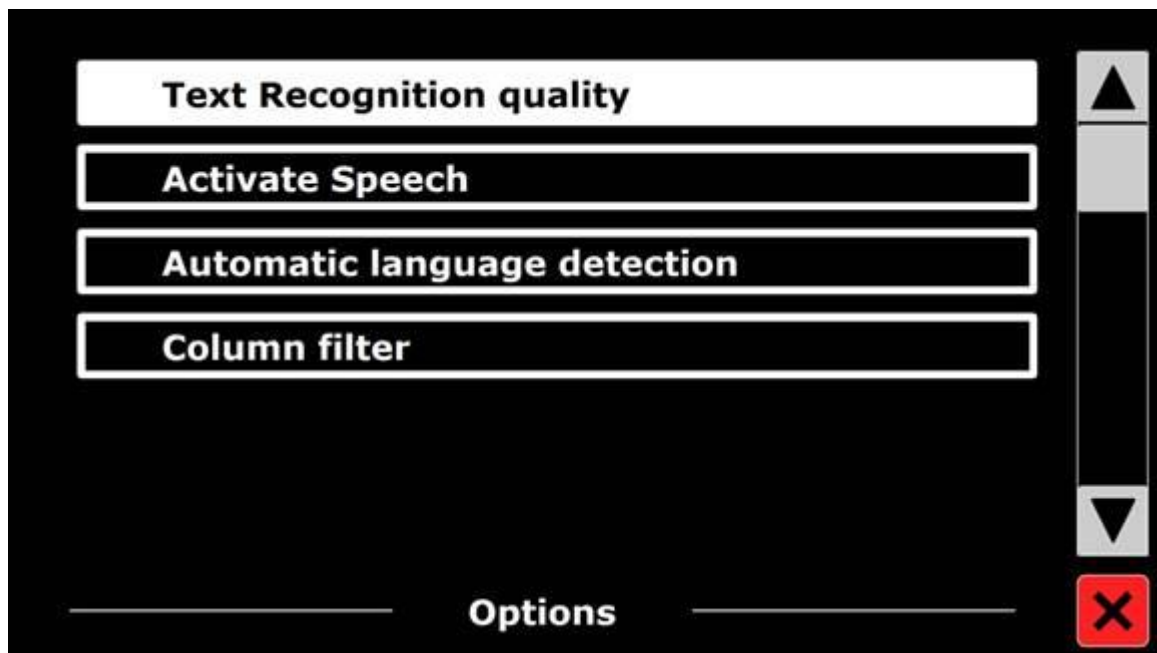 Text Recognition quality
Activate Speech
Automatic language detection
Column filter
Options